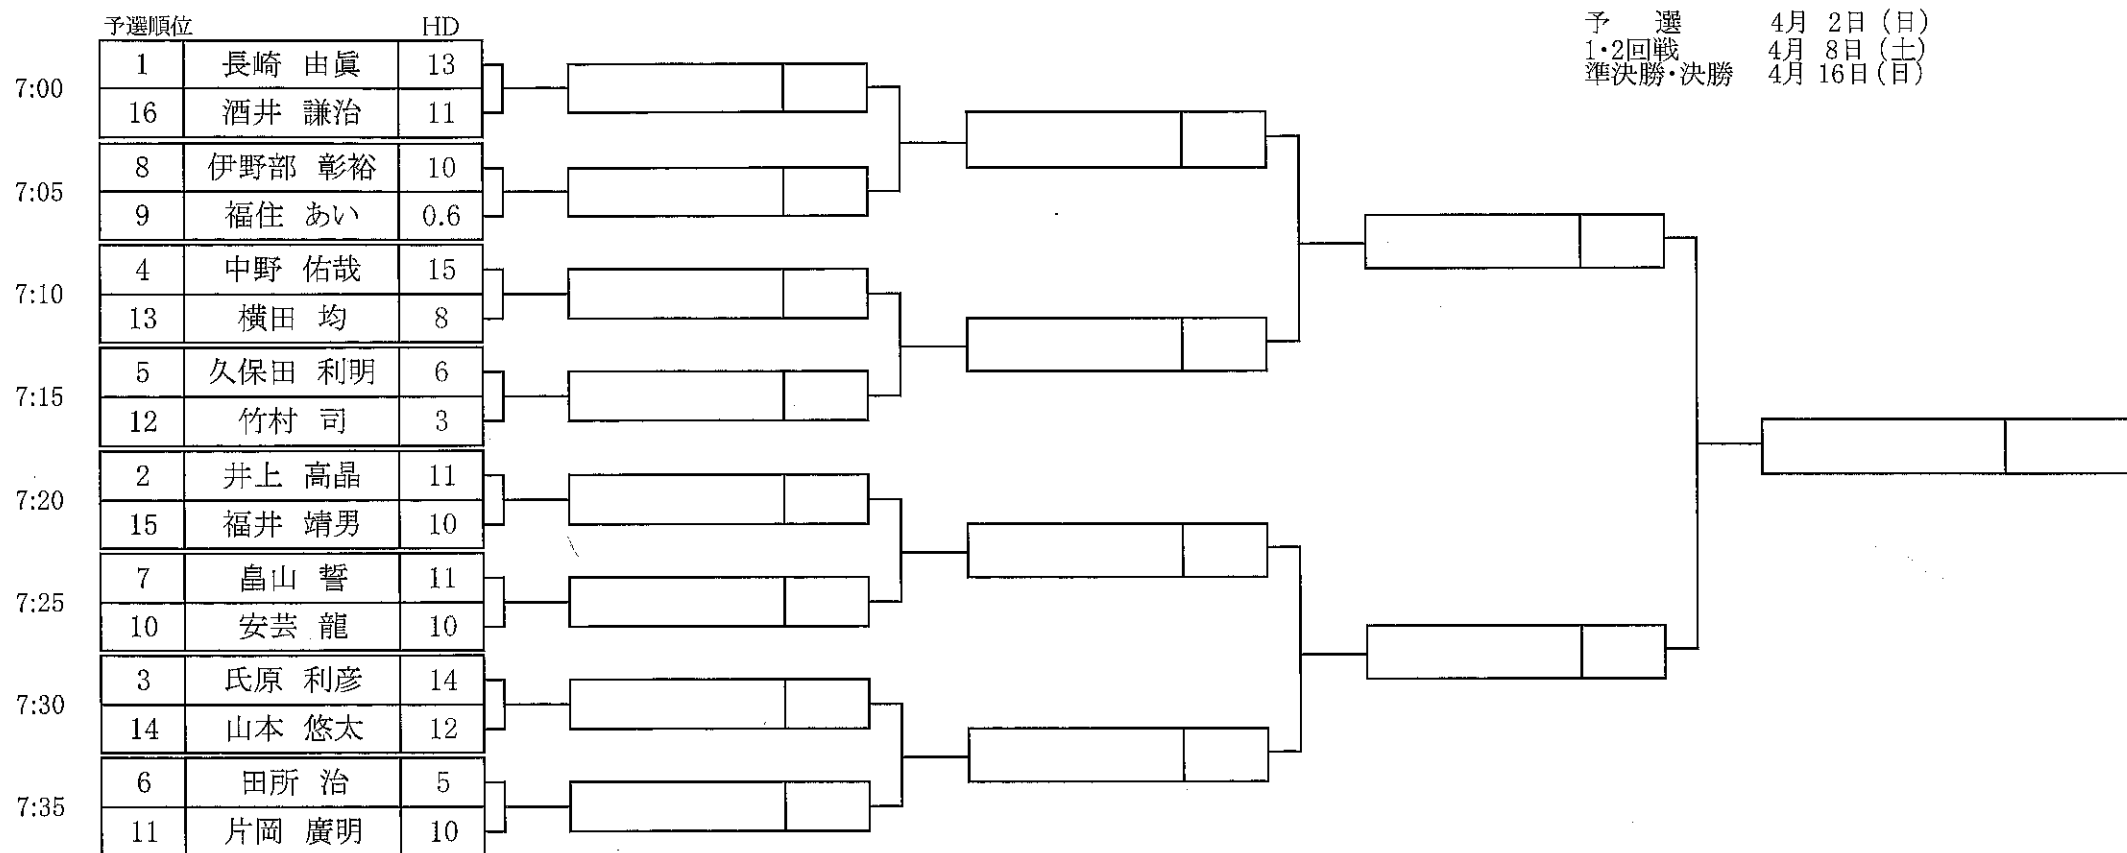 予選順位 HD
予 選 4月 2日(日)
1・2回戦 4月 8日(土)
準決勝・決勝 4月 16日(日)
7:00
1 長崎 由眞 13
16 酒井 謙治 11
7:05
8 伊野部 彰裕 10
9 福住 あい 0.6
7:10
4 中野 佑哉 15
13 横田 均 8
7:15
5 久保田 利明 6
12 竹村 司 3
7:20
2 井上 高晶 11
15 福井 靖男 10
7:25
7 畠山 誓 11
10 安芸 龍 10
7:30
3 氏原 利彦 14
14 山本 悠太 12
7:35
6 田所 治 5
11 片岡 廣明 10